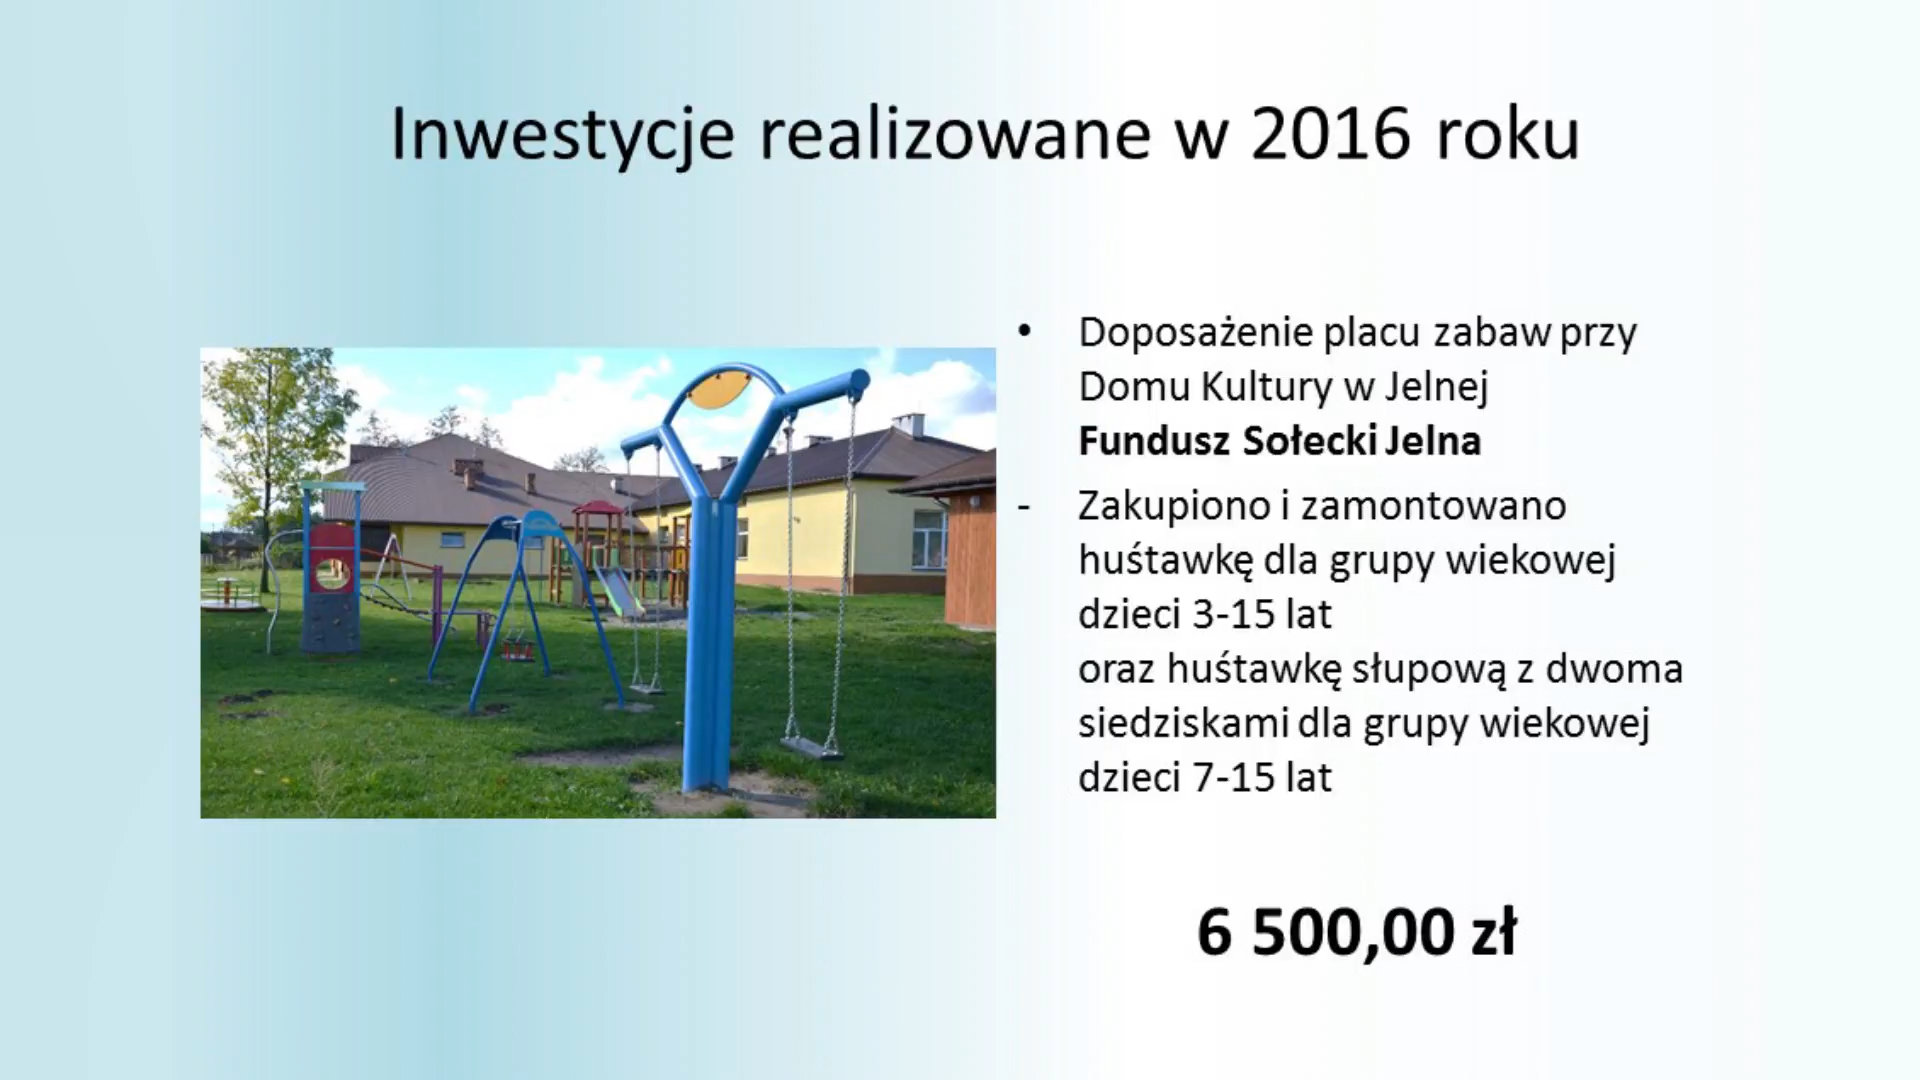 Inwestycje realizowane w 2016 roku
• Doposażenie placu zabaw przy
Domu Kultury w Jelnej
Fundusz Sołecki Jelna
- Zakupiono i zamontowano
huśtawkę dla grupy wiekowej
dzieci 3-15 lat
oraz huśtawkę słupową z dwoma
siedziskami dla grupy wiekowej
dzieci 7-15 lat
6 500,00 zł